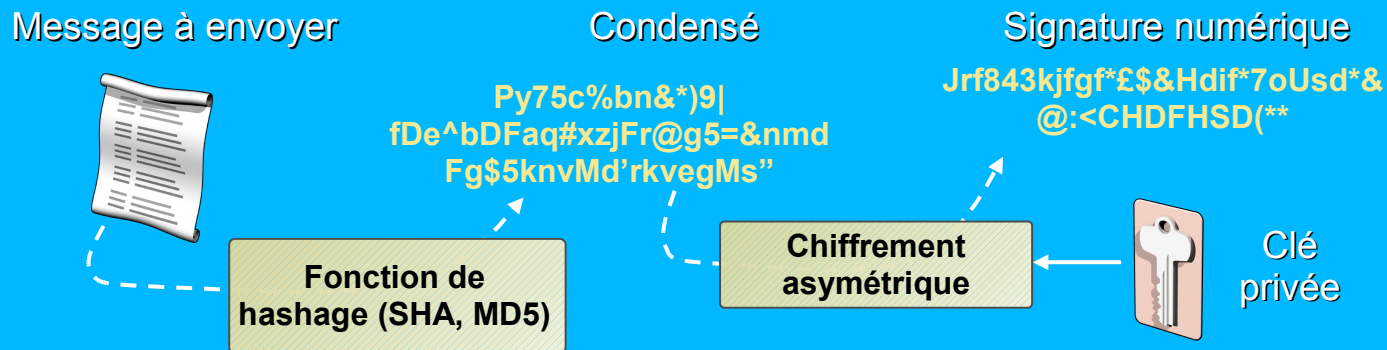 Message à envoyer
Condensé
Signature numérique
Py75c%bn&*)9|
fDe^bDFaq#xzjFr@g5=&nmd
Fg$5knvMd’rkvegMs”
Jrf843kjfgf*£$&Hdif*7oUsd*&
@:<CHDFHSD(**
Fonction de
hashage (SHA, MD5)
Chiffrement
asymétrique
Clé
privée